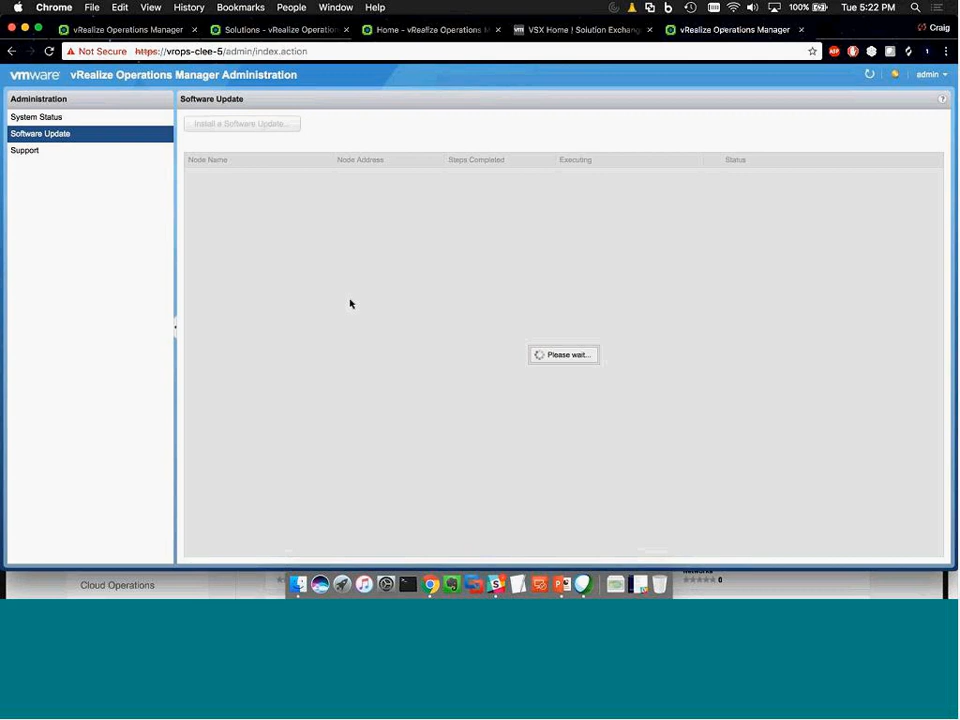 Chrome File Edit View History Bookmarks People Window Help 100% Tue 5:22 PM
vRealize Operations Manager Solutions - vRealize Operation Home - vRealize Operations M VSX Home | Solution Exchang vRealize Operations Manager Craig
Not Secure https://vrops-clee-5/admin/index.action
vmware vRealize Operations Manager Administration admin
Administration Software Update
System Status
Software Update Install a Software Update...
Support
Node Name Node Address Steps Completed Executing Status
Please wait...
Cloud Operations
0